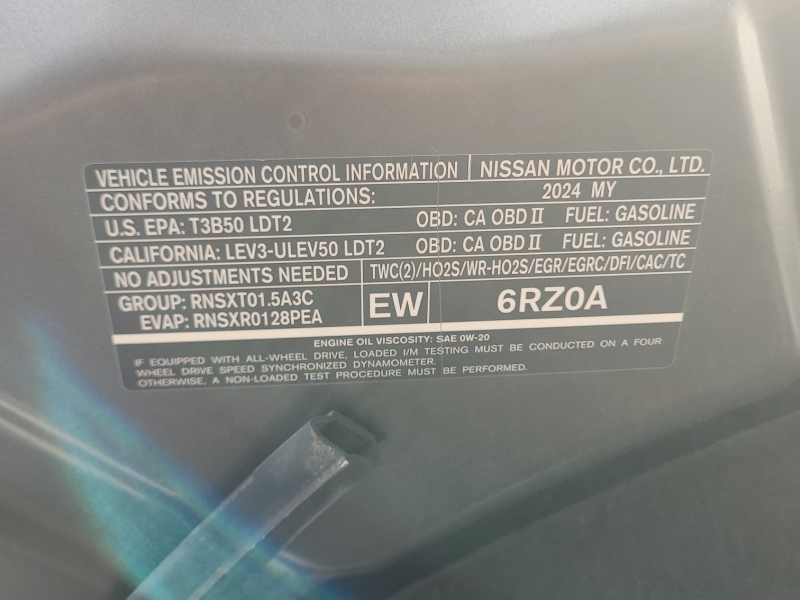 VEHICLE EMISSION CONTROL INFORMATION NISSAN MOTOR CO., LTD.
CONFORMS TO REGULATIONS: 2024 MY
U.S. EPA: T3B50 LDT2 OBD: CA OBD II FUEL: GASOLINE
CALIFORNIA: LEV3-ULEV50 LDT2 OBD: CA OBD II FUEL: GASOLINE
NO ADJUSTMENTS NEEDED TWC(2)/HO2S/WR-HO2S/EGR/EGRC/DFI/CAC/TC
GROUP: RNSXT01.5A3C
EVAP: RNSXR0128PEA
EW 6RZ0A
ENGINE OIL VISCOSITY: SAE 0W-20
IF EQUIPPED WITH ALL-WHEEL DRIVE, LOADED I/M TESTING MUST BE CONDUCTED ON A FOUR
WHEEL DRIVE SPEED SYNCHRONIZED DYNAMOMETER.
OTHERWISE, A NON-LOADED TEST PROCEDURE MUST BE PERFORMED.